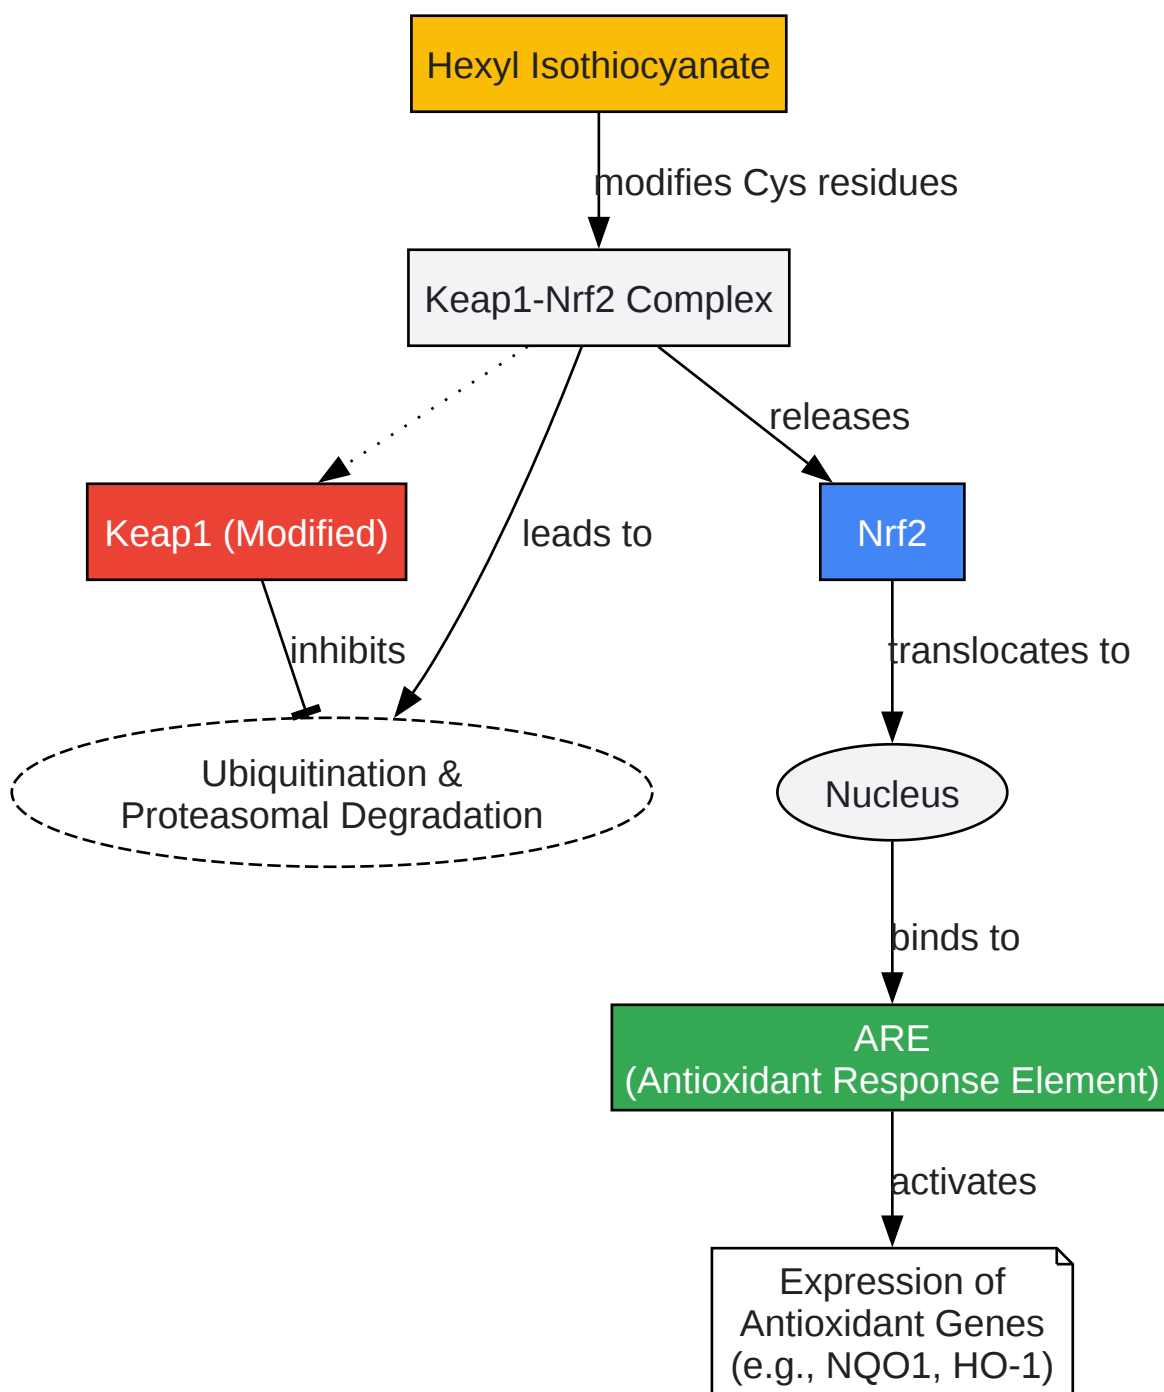 Hexyl Isothiocyanate
modifies Cys residues
Keap1-Nrf2 Complex
releases
Keap1 (Modified)
leads to
Nrf2
inhibits
translocates to
Ubiquitination &
Proteasomal Degradation
Nucleus
binds to
ARE
(Antioxidant Response Element)
activates
Expression of
Antioxidant Genes
(e.g., NQO1, HO-1)